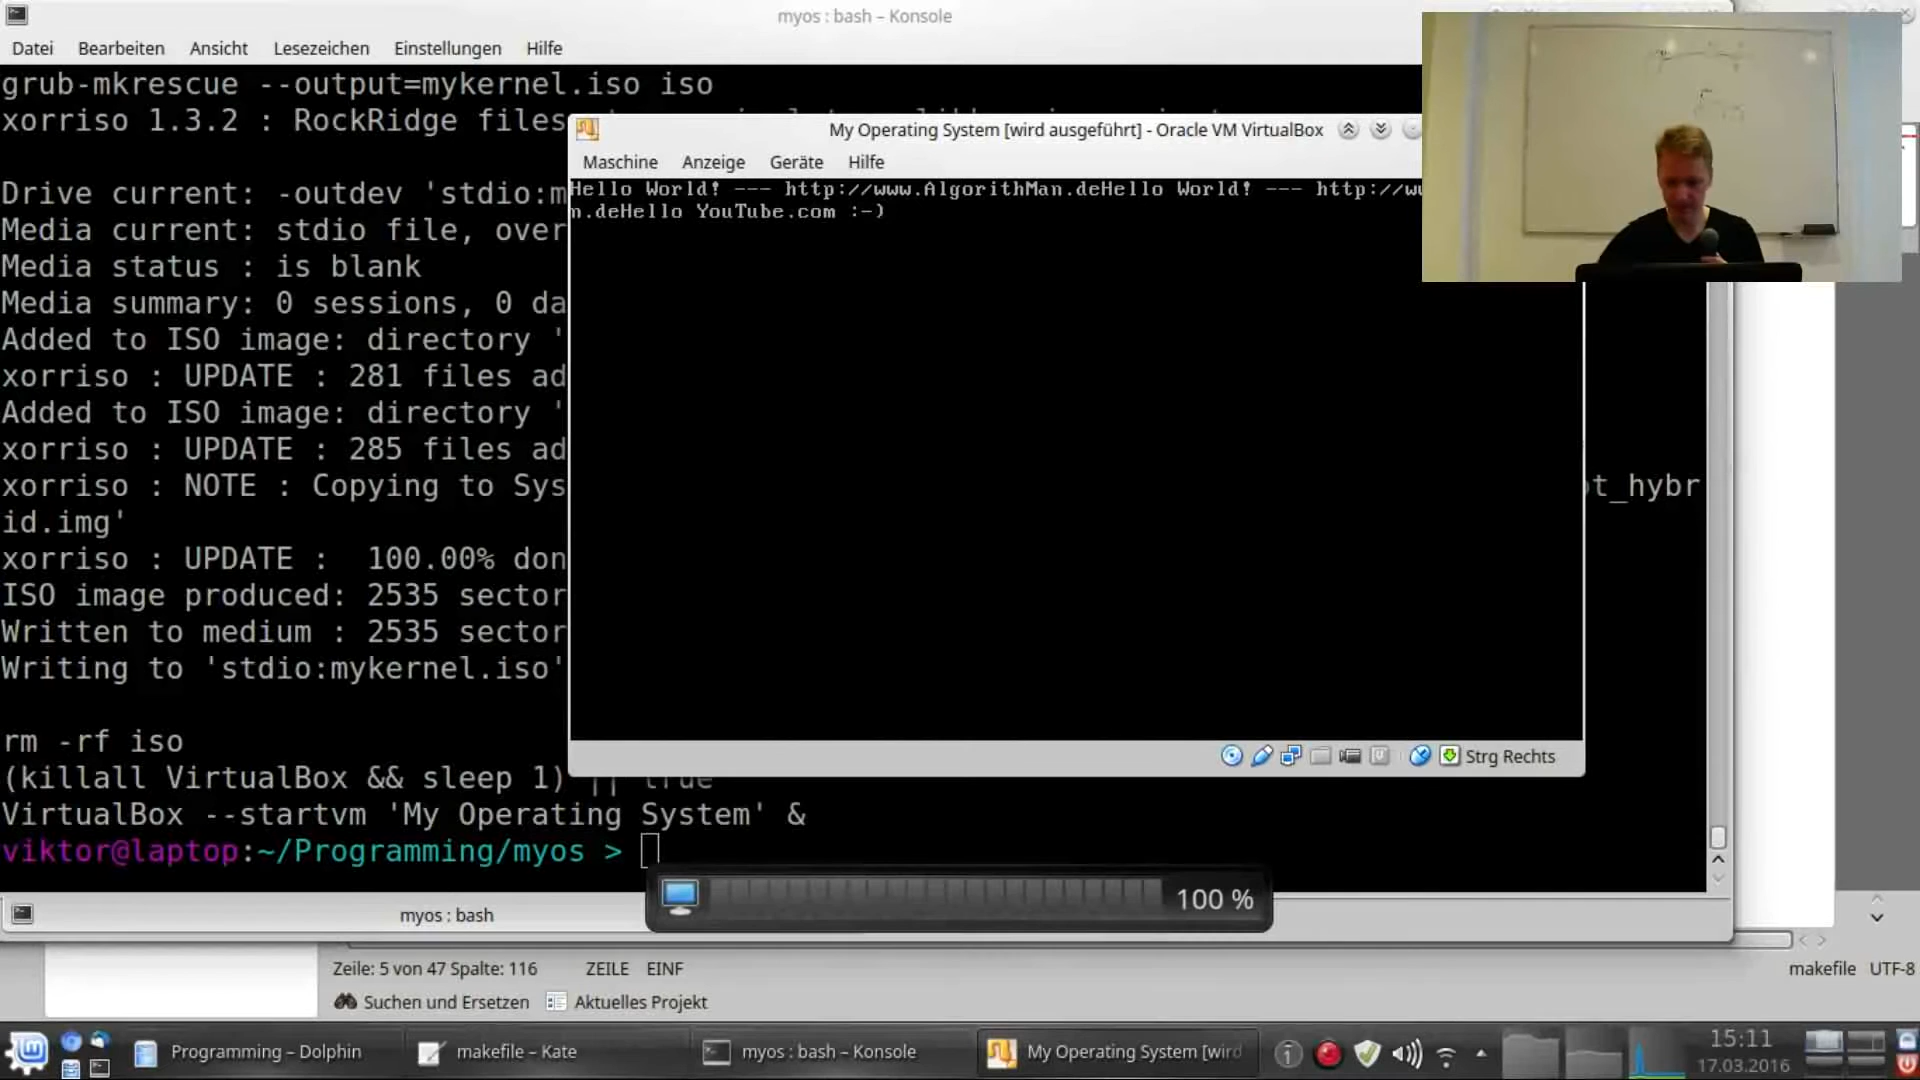 myos : bash – Konsole
Datei Bearbeiten Ansicht Lesezeichen Einstellungen Hilfe
grub-mkrescue --output=mykernel.iso iso
xorriso 1.3.2 : RockRidge files
My Operating System [wird ausgeführt] - Oracle VM VirtualBox
Maschine Anzeige Geräte Hilfe
Hello World! --- http://www.AlgorithMan.deHello World! --- http://w
m.deHello YouTube.com :-)
Drive current: -outdev 'stdio:m
Media current: stdio file, over
Media status : is blank
Media summary: 0 sessions, 0 da
Added to ISO image: directory '
xorriso : UPDATE : 281 files ad
Added to ISO image: directory '
xorriso : UPDATE : 285 files ad
xorriso : NOTE : Copying to Sys
t_hybr
id.img'
xorriso : UPDATE :  100.00% don
ISO image produced: 2535 sector
Written to medium : 2535 sector
Writing to 'stdio:mykernel.iso'
Strg Rechts
rm -rf iso
(killall VirtualBox && sleep 1) || true
VirtualBox --startvm 'My Operating System' &
viktor@laptop:~/Programming/myos >
100 %
myos : bash
Zeile: 5 von 47 Spalte: 116 ZEILE EINF
makefile UTF-8
Suchen und Ersetzen Aktuelles Projekt
Programming – Dolphin
makefile – Kate
myos : bash – Konsole
My Operating System [wird
15:11
17.03.2016